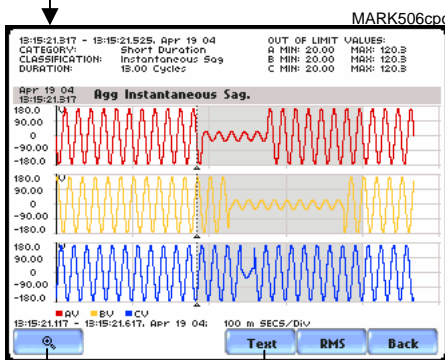 MARK506cpc
13:15:21.317 - 13:15:21.525, Apr 19 04 OUT OF LIMIT VALUES:
CATEGORY: Short Duration A MIN: 20.00 MAX: 120.3
CLASSIFICATION: Instantaneous Sag B MIN: 20.00 MAX: 120.3
DURATION: 13.00 Cycles C MIN: 20.00 MAX: 120.3
Apr 19 04
13:15:21.317 Agg Instantaneous Sag.
180.0 V
90.00
0
-90.00
-180.0
180.0 V
90.00
0
-90.00
-180.0
180.0 V
90.00
0
-90.00
-180.0
AV BV CV
13:15:21.117 - 13:15:21.617, Apr 19 04; 100 m SECS/Div
Text RMS Back